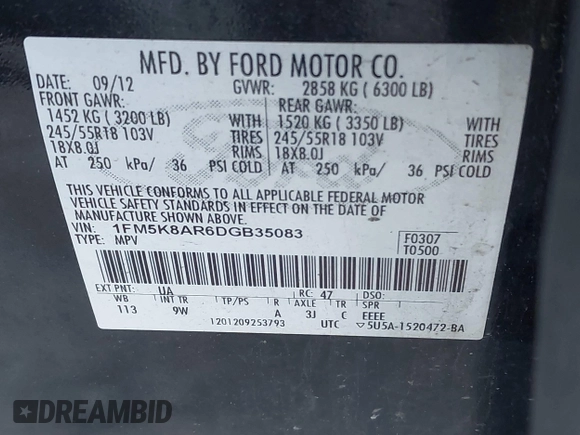 MFD. BY FORD MOTOR CO.
DATE: 09/12 GVWR: 2858 KG ( 6300 LB)
FRONT GAWR: REAR GAWR:
1452 KG ( 3200 LB) WITH 1520 KG ( 3350 LB) WITH
245/55R18 103V TIRES 245/55R18 103V TIRES
18X8.0J RIMS 18X8.0J RIMS
AT 250 kPa/ 36 PSI COLD AT 250 kPa/ 36 PSI COLD
THIS VEHICLE CONFORMS TO ALL APPLICABLE FEDERAL MOTOR
VEHICLE SAFETY STANDARDS IN EFFECT ON THE DATE OF
MANUFACTURE SHOWN ABOVE.
VIN: 1FM5K8AR6DGB35083
TYPE: MPV
F0307
T0500
EXT PNT: UA RC: 47 DSO:
WB INT TR TP/PS R AXLE TR SPR
113 9W A 3J C EEEE
1201209253793 UTC ▽5U5A-1520472-BA
DREAMBID